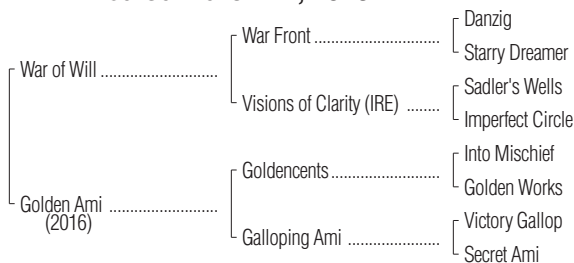 Danzig
War Front ................................
Starry Dreamer
War of Will ..............................
Sadler's Wells
Visions of Clarity (IRE) ........
Imperfect Circle
Into Mischief
Goldencents............................
Golden Works
Golden Ami ...........................
(2016)
Victory Gallop
Galloping Ami .......................
Secret Ami